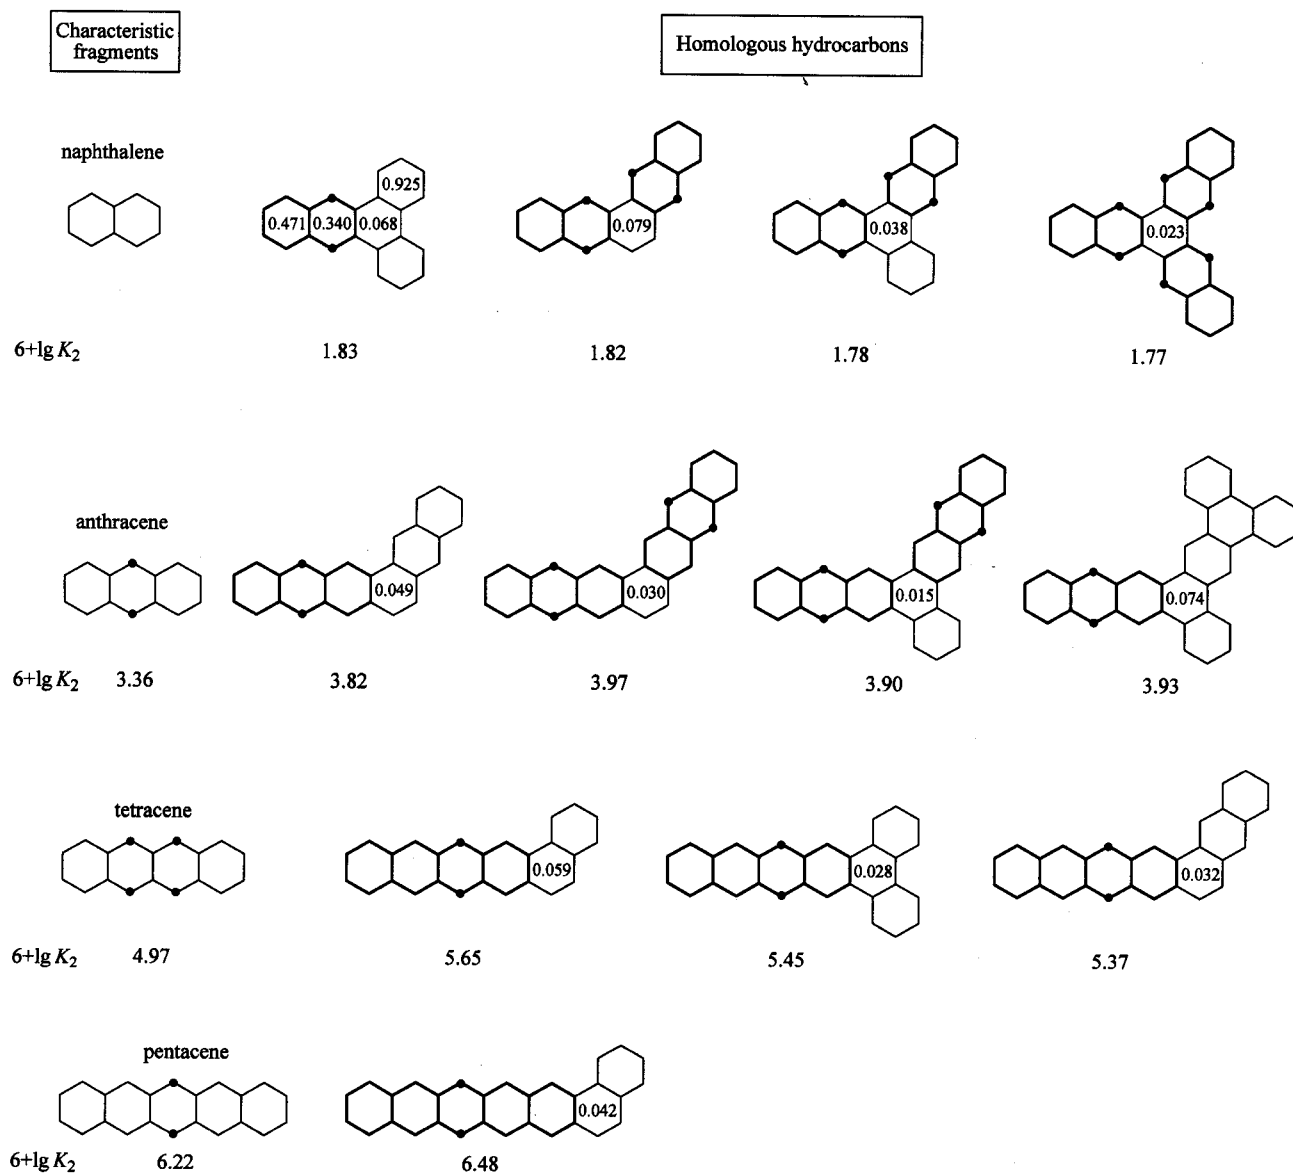 Characteristic
fragments
Homologous hydrocarbons
naphthalene
0.925
0.471 0.340 0.068
0.079
0.038
0.023
6+lg K₂ 1.83 1.82 1.78 1.77
anthracene
0.049
0.030
0.015
0.074
6+lg K₂ 3.36 3.82 3.97 3.90 3.93
tetracene
0.059
0.028
0.032
6+lg K₂ 4.97 5.65 5.45 5.37
pentacene
0.042
6+lg K₂ 6.22 6.48